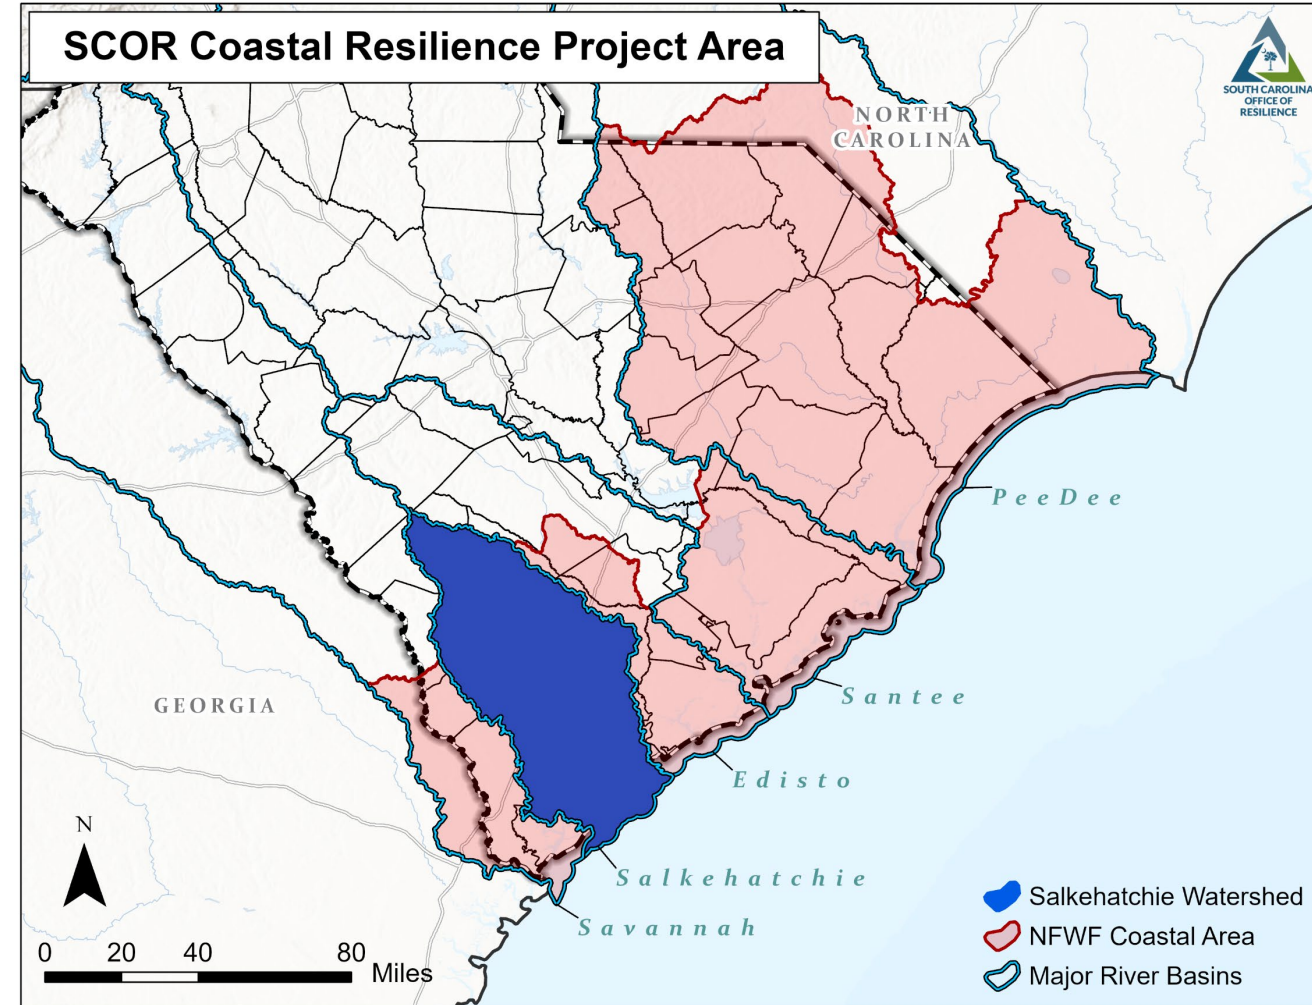 SCOR Coastal Resilience Project Area
SOUTH CAROLINA
OFFICE OF
RESILIENCE
NORTH
CAROLINA
PeeDee
GEORGIA
Santee
Edisto
N
Salkehatchie
Savannah
Salkehatchie Watershed
NFWF Coastal Area
Major River Basins
0 20 40 80 Miles